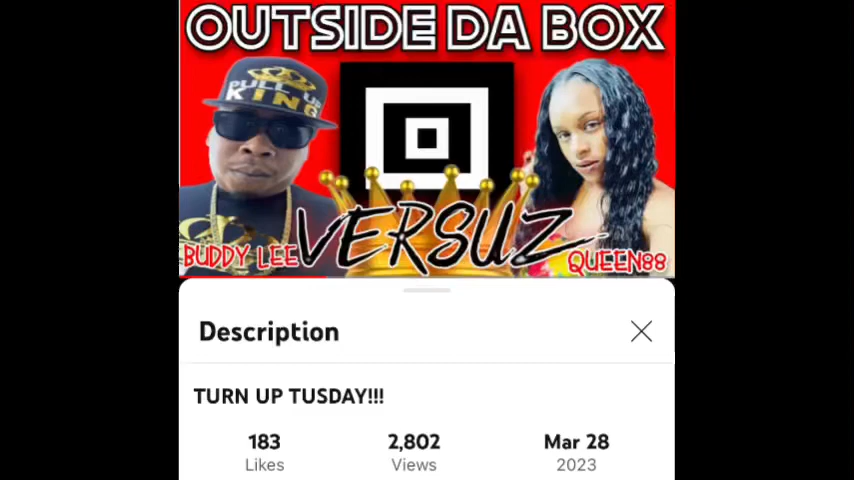 OUTSIDE DA BOX
PULL UP
KING
VERSUZ
BUDDY LEE
QUEEN88
Description
TURN UP TUSDAY!!!
183 2,802 Mar 28
Likes Views 2023